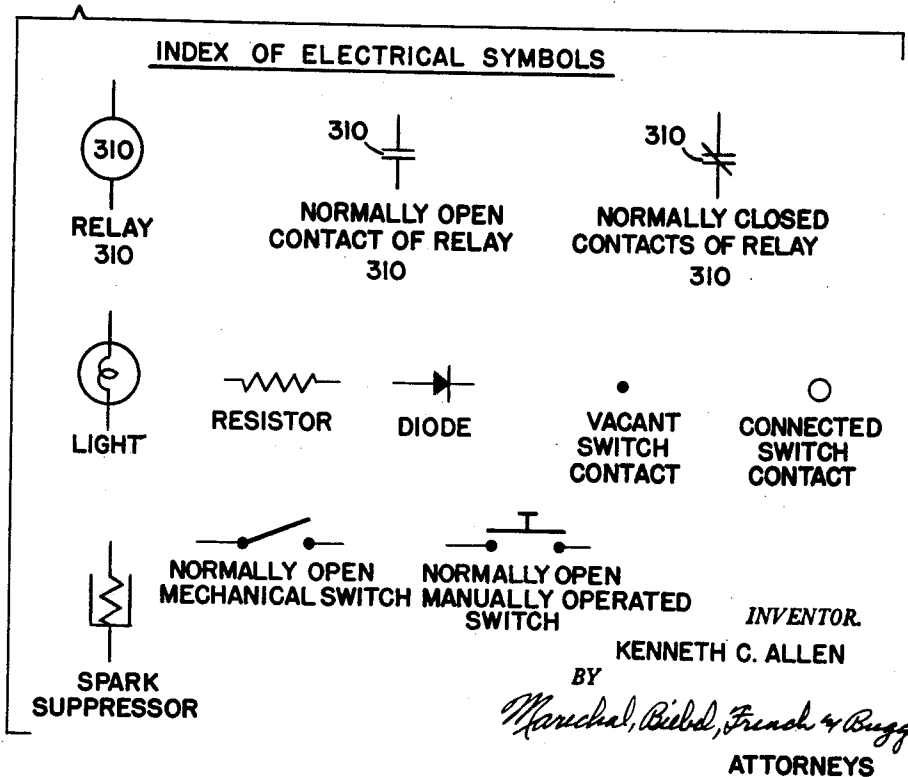 INDEX OF ELECTRICAL SYMBOLS
310
310
310
RELAY
310
NORMALLY OPEN
CONTACT OF RELAY
310
NORMALLY CLOSED
CONTACTS OF RELAY
310
LIGHT
RESISTOR
DIODE
VACANT
SWITCH
CONTACT
CONNECTED
SWITCH
CONTACT
NORMALLY OPEN
MECHANICAL SWITCH
NORMALLY OPEN
MANUALLY OPERATED
SWITCH
SPARK
SUPPRESSOR
INVENTOR.
KENNETH C. ALLEN
BY
Marechal, Biebel, French & Bugg
ATTORNEYS